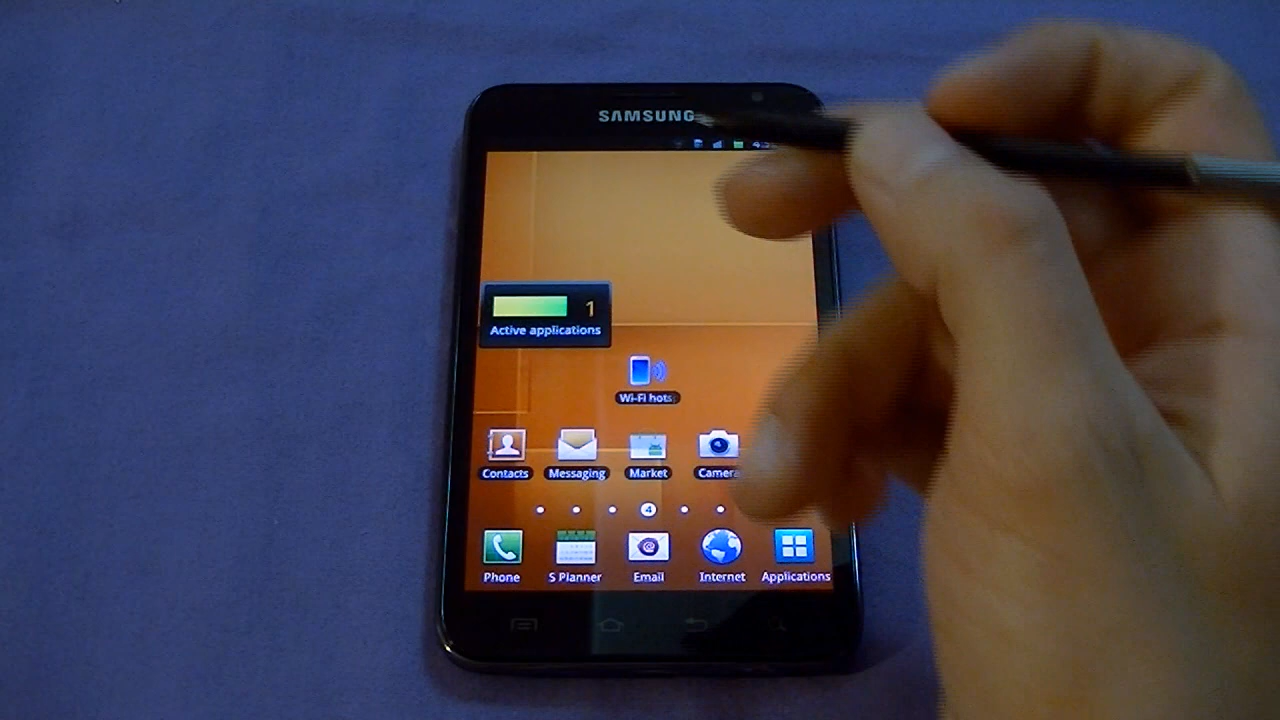 SAMSUNG
1
Active applications
Wi-Fi hots
Contacts Messaging Market Camera
4
Phone S Planner Email Internet Applications